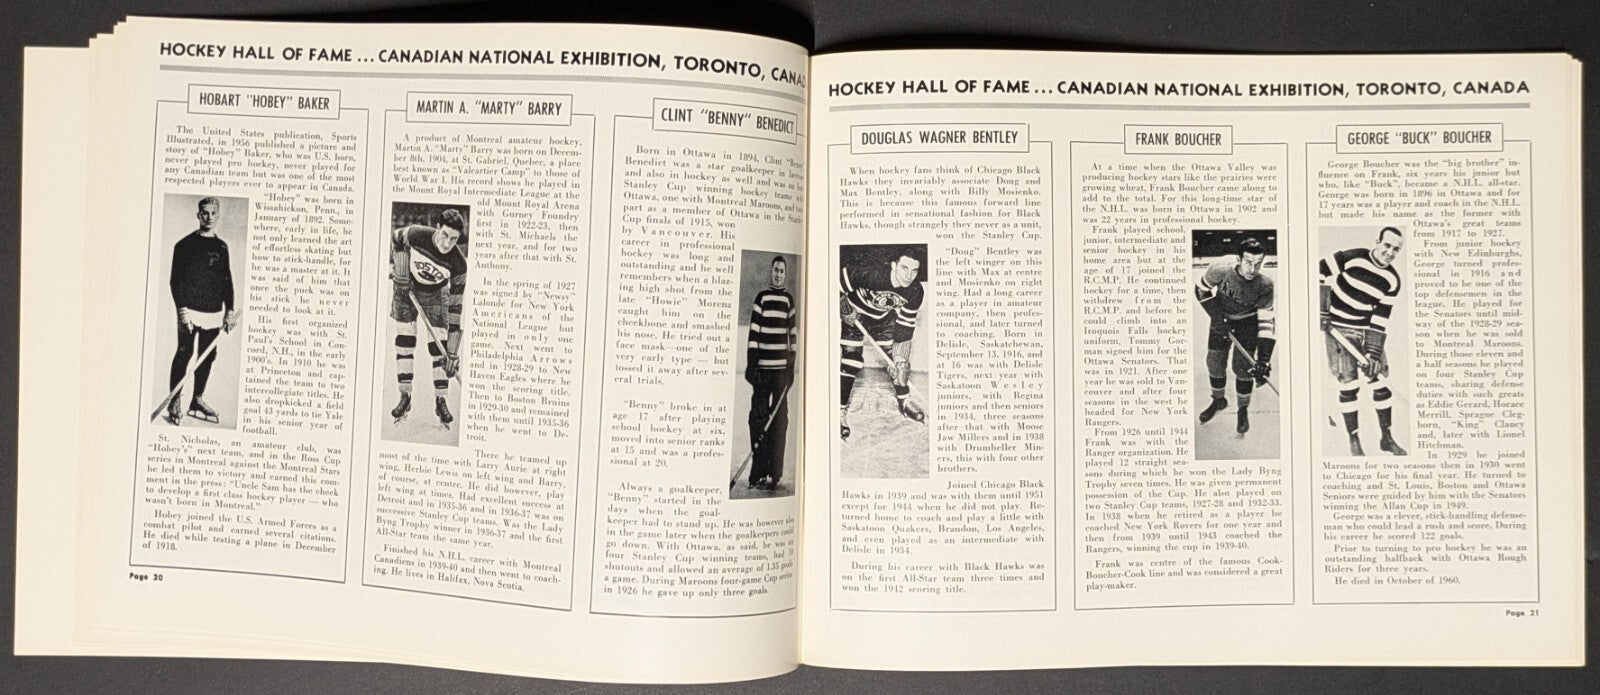 HOCKEY HALL OF FAME ... CANADIAN NATIONAL EXHIBITION, TORONTO, CANAD
HOBART "HOBEY" BAKER
The United States publication, Sports
Illustrated, in 1956 published a picture and
story of "Hobey" Baker, who was U.S. born,
never played pro hockey, never played for
any Canadian team but was one of the most
respected players ever to appear in Canada.
"Hobey" was born in
Wissahickon, Penn., in
January of 1892. Some-
where, early in life, he
not only learned the art
of effortless skating but
how to stick-handle, for
he was a master at it. It
was said of him that
once the puck was on
his stick he never
needed to look at it.
His first organized
hockey was with St.
Paul's School in Con-
cord, N.H., in the early
1900's. In 1910 he was
at Princeton and cap-
tained the team to two
intercollegiate titles. He
also dropkicked a field
goal 43 yards to tie Yale
in his senior year of
football.
St. Nicholas, an amateur club, was
"Hobey's" next team, and in the Ross Cup
series in Montreal against the Montreal Stars
he led them to victory and earned this com-
ment in the press: "Uncle Sam has the cheek
to develop a first class hockey player — who
wasn't born in Montreal."
Hobey joined the U.S. Armed Forces as a
combat pilot and earned several citations.
He died while testing a plane in December
of 1918.
Page 20
MARTIN A. "MARTY" BARRY
A product of Montreal amateur hockey,
Martin A. "Marty" Barry was born on Decem-
ber 8th, 1904, at St. Gabriel, Quebec, a place
best known as "Valcartier Camp" to those of
World War I. His record shows he played in
the Mount Royal Intermediate League at the
old Mount Royal Arena
with Gurney Foundry
first in 1922-23, then
with St. Michaels the
next year, and for two
years after that with St.
Anthony.
In the spring of 1927
was signed by "Newsy"
Lalonde for New York
Americans of the
National League but
played in only one
game. Next went to
Philadelphia Arrows
and in 1928-29 to New
Haven Eagles where he
won the scoring title.
Then to Boston Bruins
in 1929-30 and remained
with them until 1935-36
when he went to De-
troit.
There he teamed up
most of the time with Larry Aurie at right
wing, Herbie Lewis on left wing and Barry,
of course, at centre. He did, however, play
left wing at times. Had excellent success at
Detroit and in 1935-36 and 1936-37 was on
successive Stanley Cup teams. Was the Lady
Byng Trophy winner in 1936-37 and the first
All-Star team the same year.
Finished his N.H.L. career with Montreal
Canadiens in 1939-40 and then went to coach-
ing. He lives in Halifax, Nova Scotia.
CLINT "BENNY" BENEDICT
Born in Ottawa in 1894, Clint "Benny"
Benedict was a star goalkeeper in lacrosse
and also in hockey as well and was on four
Stanley Cup winning hockey teams with
Ottawa, one with Montreal Maroons, and took
part as a member of Ottawa in the Stanley
Cup finals of 1915, won
by Vancouver. His
career in professional
hockey was long and
outstanding and he well
remembers when a blaz-
ing high shot from the
late "Howie" Morenz
caught him on the
cheekbone and smashed
his nose. He tried out a
face mask—one of the
very early type — but
tossed it away after sev-
eral trials.
"Benny" broke in at
age 17 after playing
school hockey at six,
moved into senior ranks
at 15 and was a profes-
sional at 20.
Always a goalkeeper,
"Benny" started in the
days when the goal-
keeper had to stand up. He was however also
in the game later when the goalkeepers could
go down. With Ottawa, as said, he was on
four Stanley Cup winning teams, had
shutouts and allowed an average of 1.35 goals
a game. During Maroons four-game Cup series
in 1926 he gave up only three goals.
HOCKEY HALL OF FAME ... CANADIAN NATIONAL EXHIBITION, TORONTO, CANADA
DOUGLAS WAGNER BENTLEY
When hockey fans think of Chicago Black
Hawks they invariably associate Doug and
Max Bentley, along with Billy Mosienko.
This is because this famous forward line
performed in sensational fashion for Black
Hawks, though strangely they never as a unit,
won the Stanley Cup.
"Doug" Bentley was
the left winger on this
line with Max at centre
and Mosienko on right
wing. Had a long career
as a player in amateur
company, then profes-
sional, and later turned
to coaching. Born in
Delisle, Saskatchewan,
September 13, 1916, and
at 16 was with Delisle
Tigers, next year with
Saskatoon Wesley
juniors, with Regina
juniors and then seniors
in 1934, three seasons
after that with Moose
Jaw Millers and in 1938
with Drumheller Min-
ers, this with four other
brothers.
Joined Chicago Black
Hawks in 1939 and was with them until 1951
except for 1944 when he did not play. Re-
turned home to coach and play a little with
Saskatoon Quakers, Brandon, Los Angeles,
and even played as an intermediate with
Delisle in 1934.
During his career with Black Hawks was
on the first All-Star team three times and
won the 1942 scoring title.
FRANK BOUCHER
At a time when the Ottawa Valley was
producing hockey stars like the prairies were
growing wheat, Frank Boucher came along to
add to the total. For this long-time star of
the N.H.L. was born in Ottawa in 1902 and
was 22 years in professional hockey.
Frank played school,
junior, intermediate and
senior hockey in his
home area but at the
age of 17 joined the
R.C.M.P. He continued
hockey for a time, then
withdrew from the
R.C.M.P. and before he
could climb into an
Iroquois Falls hockey
uniform, Tommy Gor-
man signed him for the
Ottawa Senators. That
was in 1921. After one
year he was sold to Van-
couver and after four
seasons in the west he
headed for New York
Rangers.
From 1926 until 1944
Frank was with the
Ranger organization. He
played 12 straight sea-
sons during which he won the Lady Byng
Trophy seven times. He was given permanent
possession of the Cup. He also played on
two Stanley Cup teams, 1927-28 and 1932-33.
In 1938 when he retired as a player he
coached New York Rovers for one year and
then from 1939 until 1943 coached the
Rangers, winning the cup in 1939-40.
Frank was centre of the famous Cook-
Boucher-Cook line and was considered a great
play-maker.
GEORGE "BUCK" BOUCHER
George Boucher was the "big brother" in-
fluence on Frank, six years his junior but
who, like "Buck", became a N.H.L. all-star.
George was born in 1896 in Ottawa and for
17 years was a player and coach in the N.H.L.
but made his name as the former with
Ottawa's great teams
from 1917 to 1927.
From junior hockey
with New Edinburghs,
George turned profes-
sional in 1916 and
proved to be one of the
top defensemen in the
league. He played for
the Senators until mid-
way of the 1928-29 sea-
son when he was sold
to Montreal Maroons.
During those eleven and
a half seasons he played
on four Stanley Cup
teams, sharing defense
duties with such greats
as Eddie Gerard, Horace
Merrill, Sprague Cleg-
horn, "King" Clancy
and, later with Lionel
Hitchman.
In 1929 he joined
Maroons for two seasons then in 1930 went
to Chicago for his final year. He turned to
coaching and St. Louis, Boston and Ottawa
Seniors were guided by him with the Senators
winning the Allan Cup in 1949.
George was a clever, stick-handling defense-
man who could lead a rush and score. During
his career he scored 122 goals.
Prior to turning to pro hockey he was an
outstanding halfback with Ottawa Rough
Riders for three years.
He died in October of 1960.
Page 21